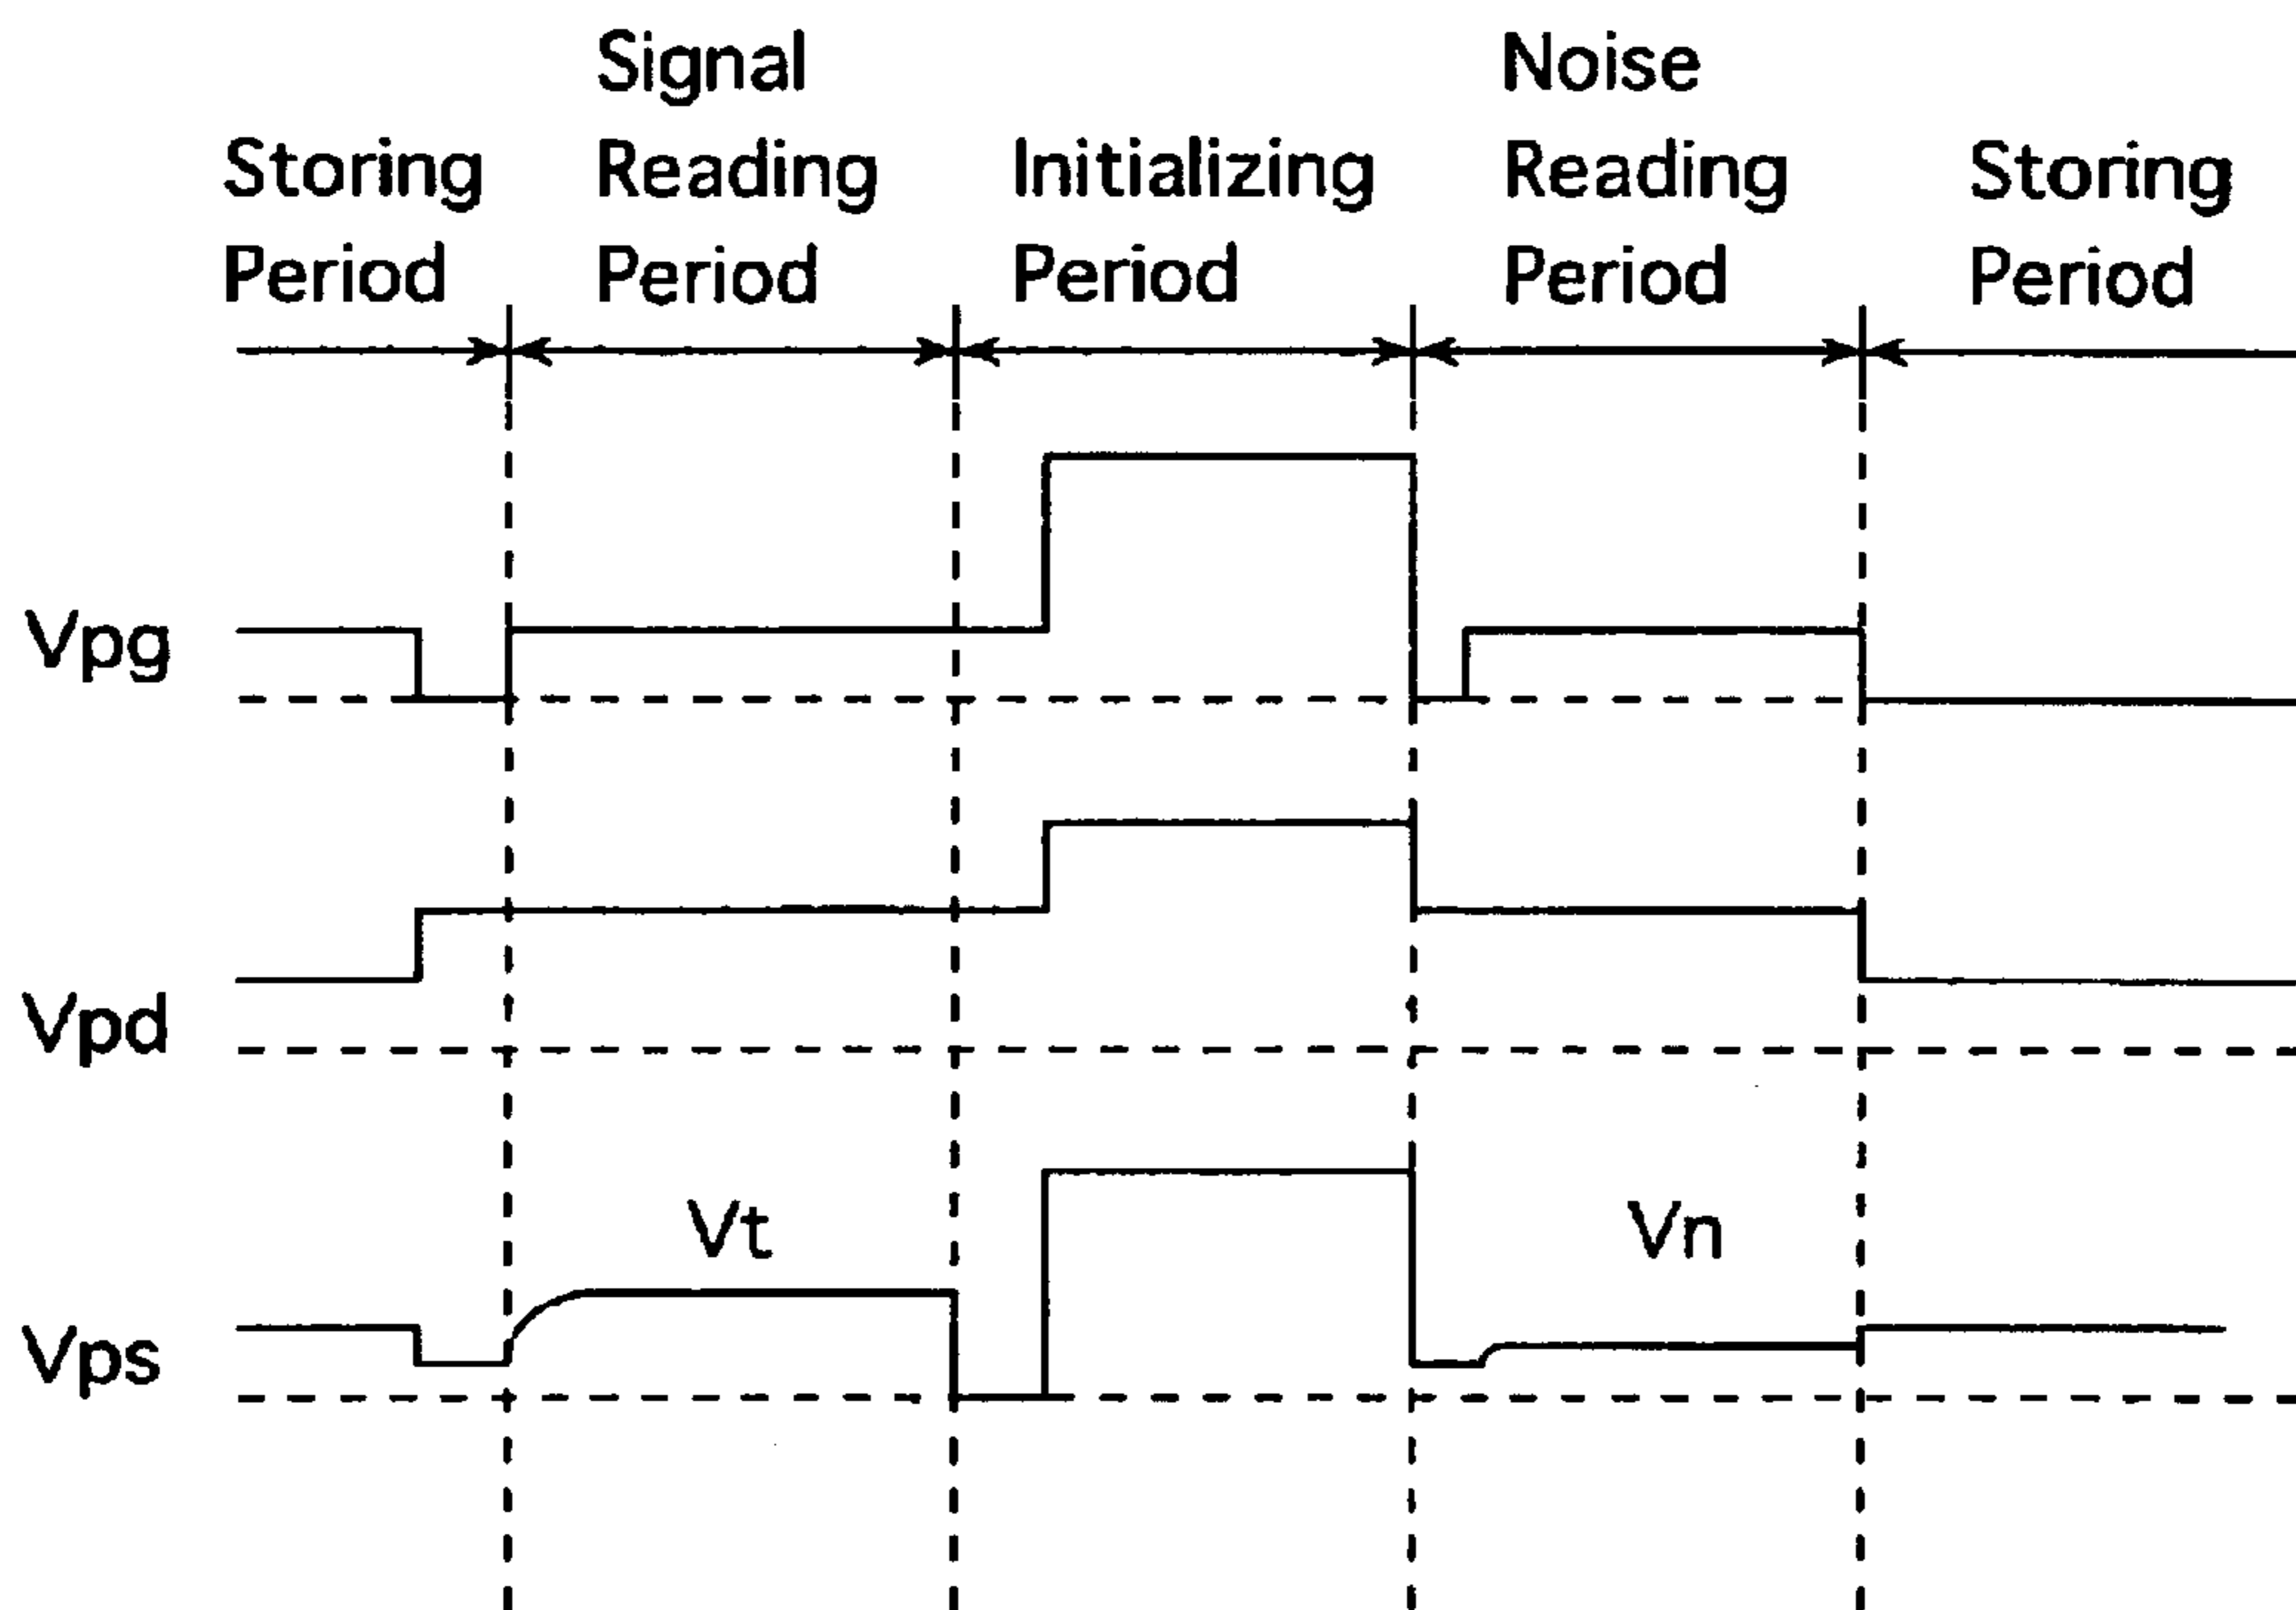 Storing
Period
Signal
Reading
Period
Initializing
Period
Noise
Reading
Period
Storing
Period
Vpg
Vpd
Vt
Vn
Vps